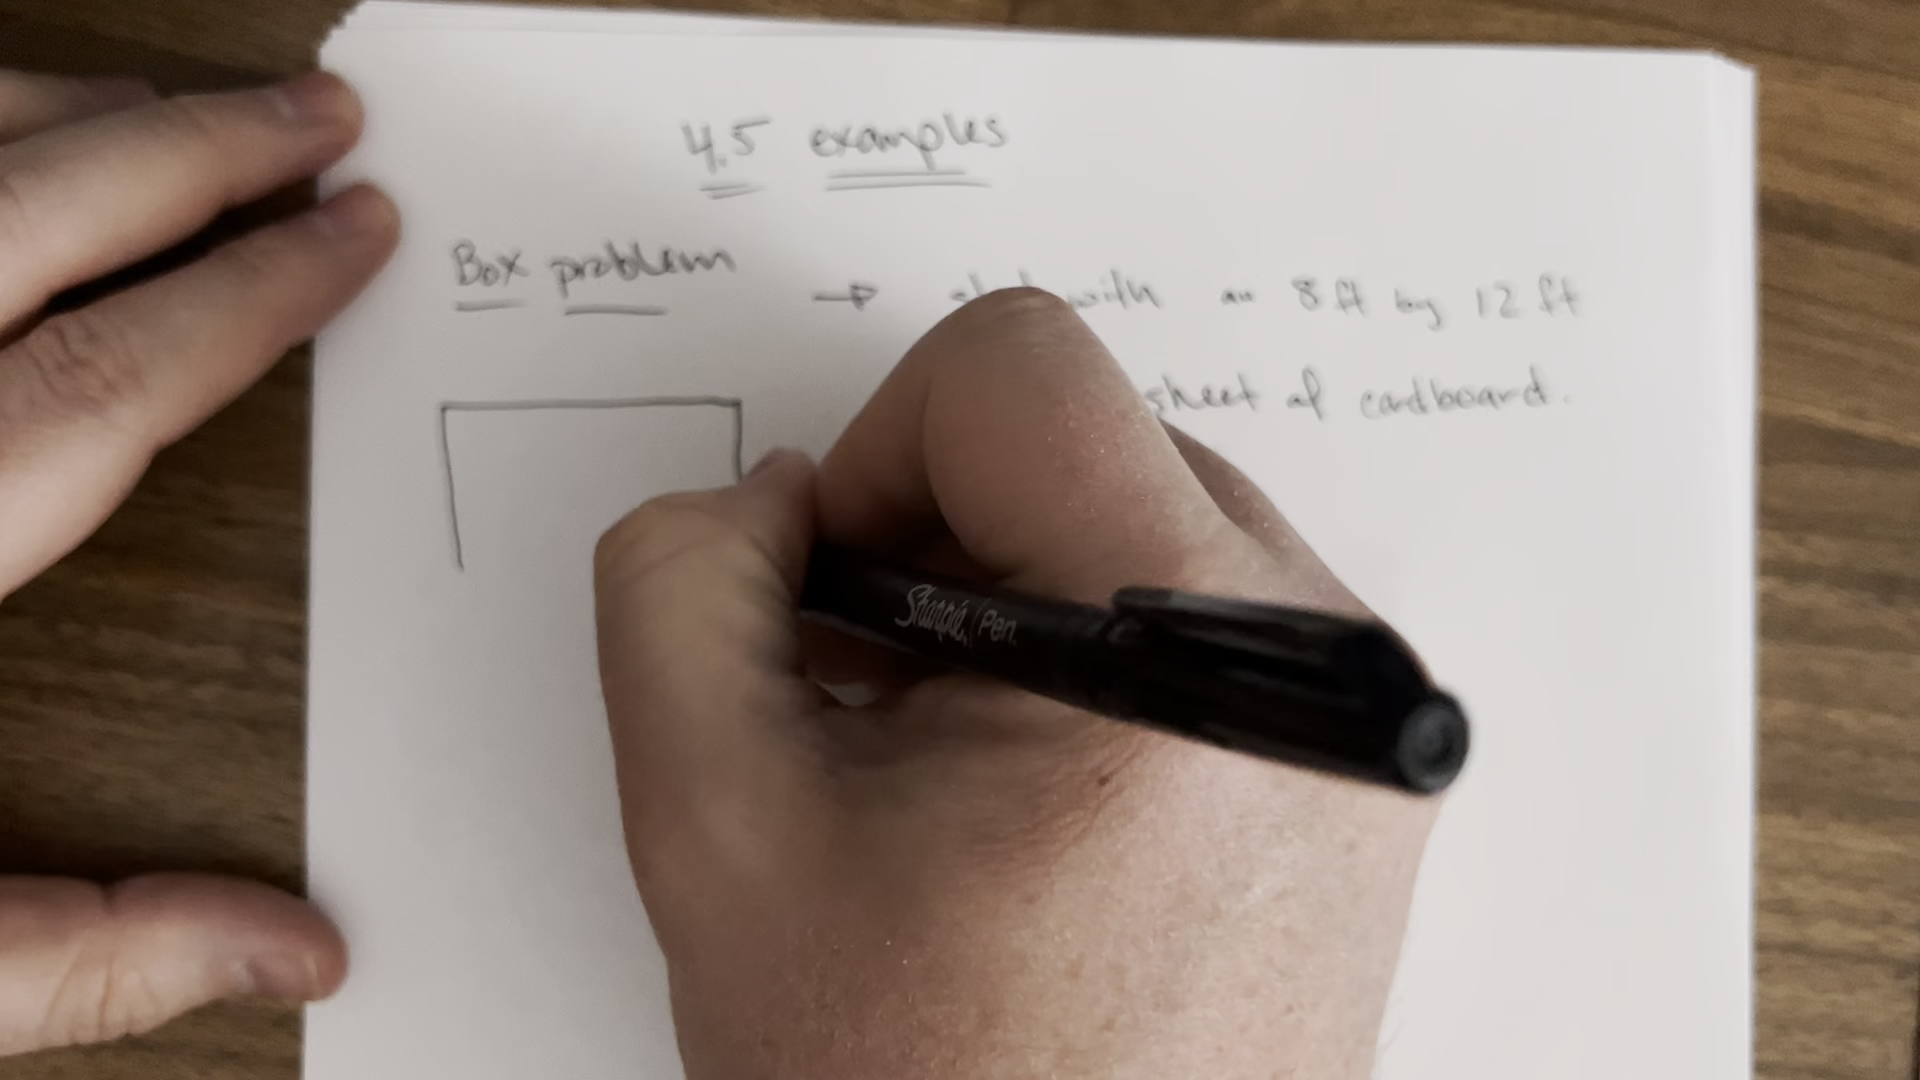 4.5 examples
Box problem → with an 8 ft by 12 ft
sheet of cardboard.
Sharpie Pen